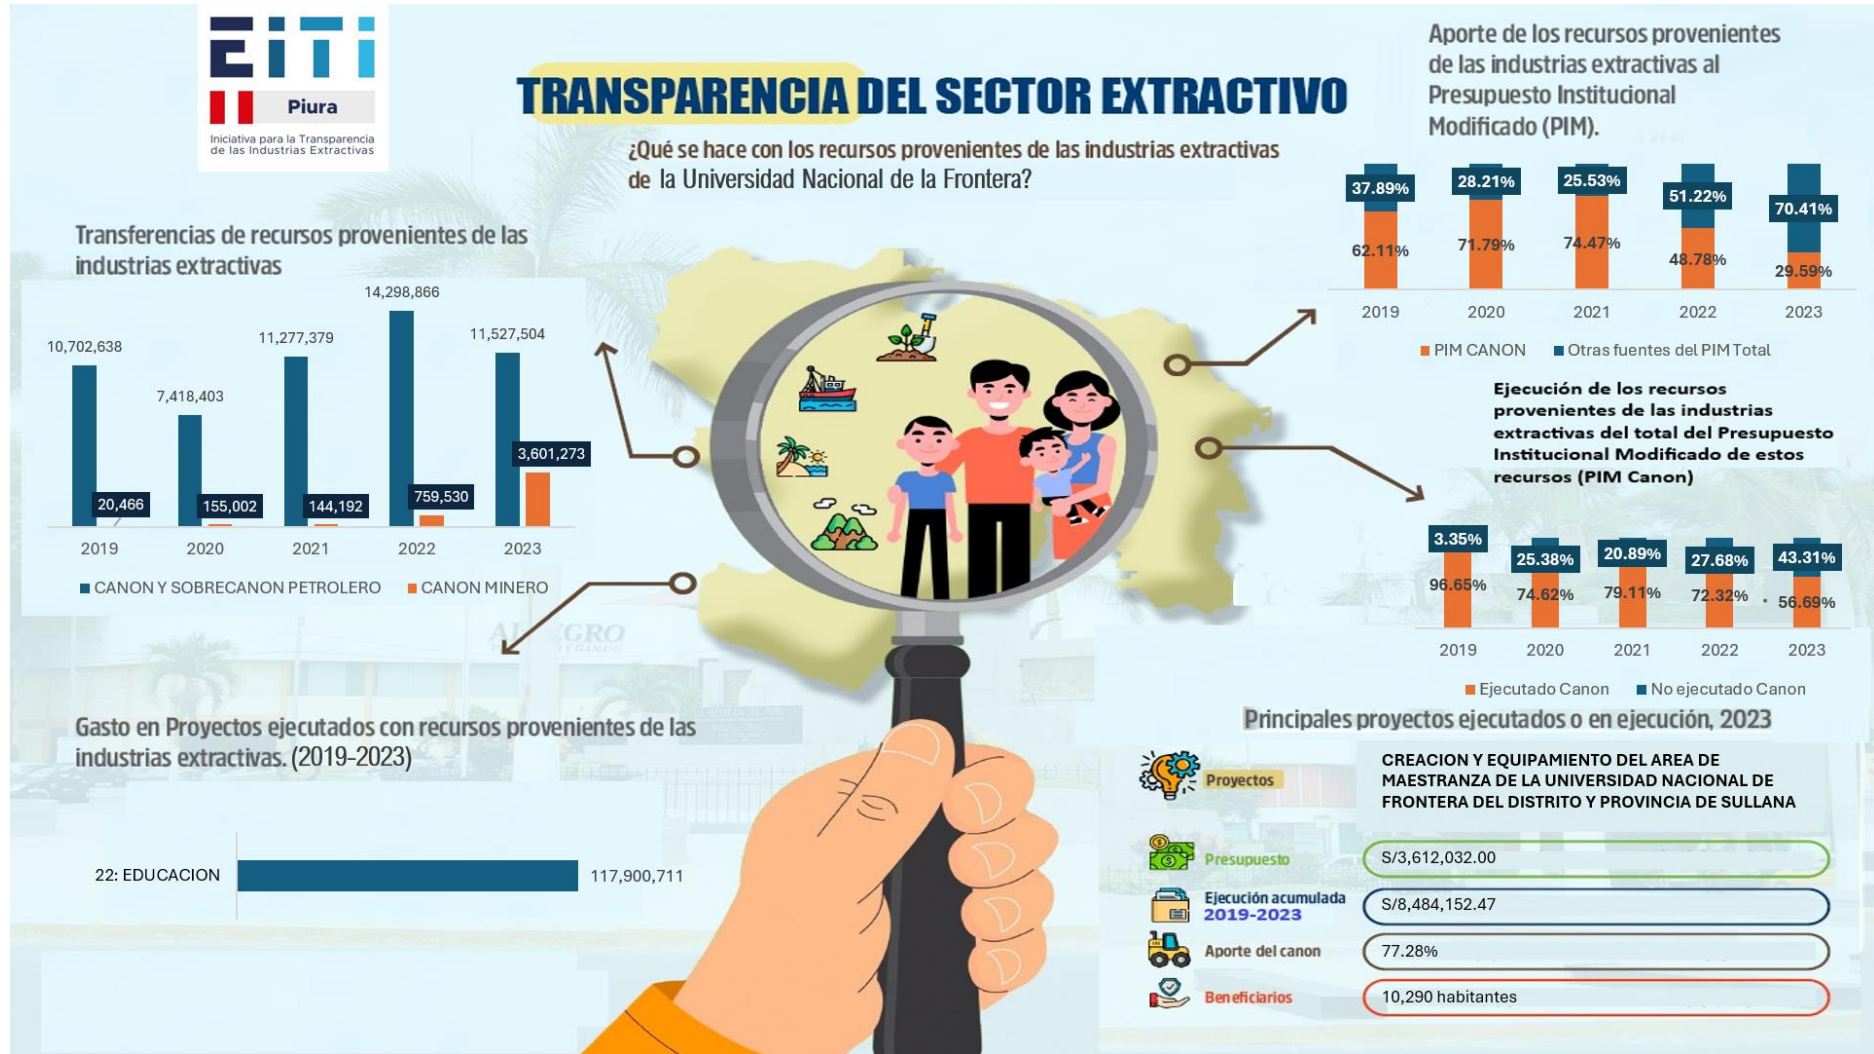 EITI
Piura
Iniciativa para la Transparencia
de las Industrias Extractivas
TRANSPARENCIA DEL SECTOR EXTRACTIVO
¿Qué se hace con los recursos provenientes de las industrias extractivas
de la Universidad Nacional de la Frontera?
Transferencias de recursos provenientes de las
industrias extractivas
10,702,638
7,418,403
11,277,379
14,298,866
11,527,504
20,466
155,002
144,192
759,530
3,601,273
2019
2020
2021
2022
2023
CANON Y SOBRECANON PETROLERO
CANON MINERO
Aporte de los recursos provenientes
de las industrias extractivas al
Presupuesto Institucional
Modificado (PIM).
37.89%
28.21%
25.53%
51.22%
70.41%
62.11%
71.79%
74.47%
48.78%
29.59%
2019
2020
2021
2022
2023
PIM CANON
Otras fuentes del PIM Total
Ejecución de los recursos
provenientes de las industrias
extractivas del total del Presupuesto
Institucional Modificado de estos
recursos (PIM Canon)
3.35%
25.38%
20.89%
27.68%
43.31%
96.65%
74.62%
79.11%
72.32%
56.69%
2019
2020
2021
2022
2023
Ejecutado Canon
No ejecutado Canon
Gasto en Proyectos ejecutados con recursos provenientes de las
industrias extractivas. (2019-2023)
22: EDUCACION
117,900,711
Principales proyectos ejecutados o en ejecución, 2023
Proyectos
CREACION Y EQUIPAMIENTO DEL AREA DE
MAESTRANZA DE LA UNIVERSIDAD NACIONAL DE
FRONTERA DEL DISTRITO Y PROVINCIA DE SULLANA
Presupuesto
S/3,612,032.00
Ejecución acumulada
2019-2023
S/8,484,152.47
Aporte del canon
77.28%
Beneficiarios
10,290 habitantes